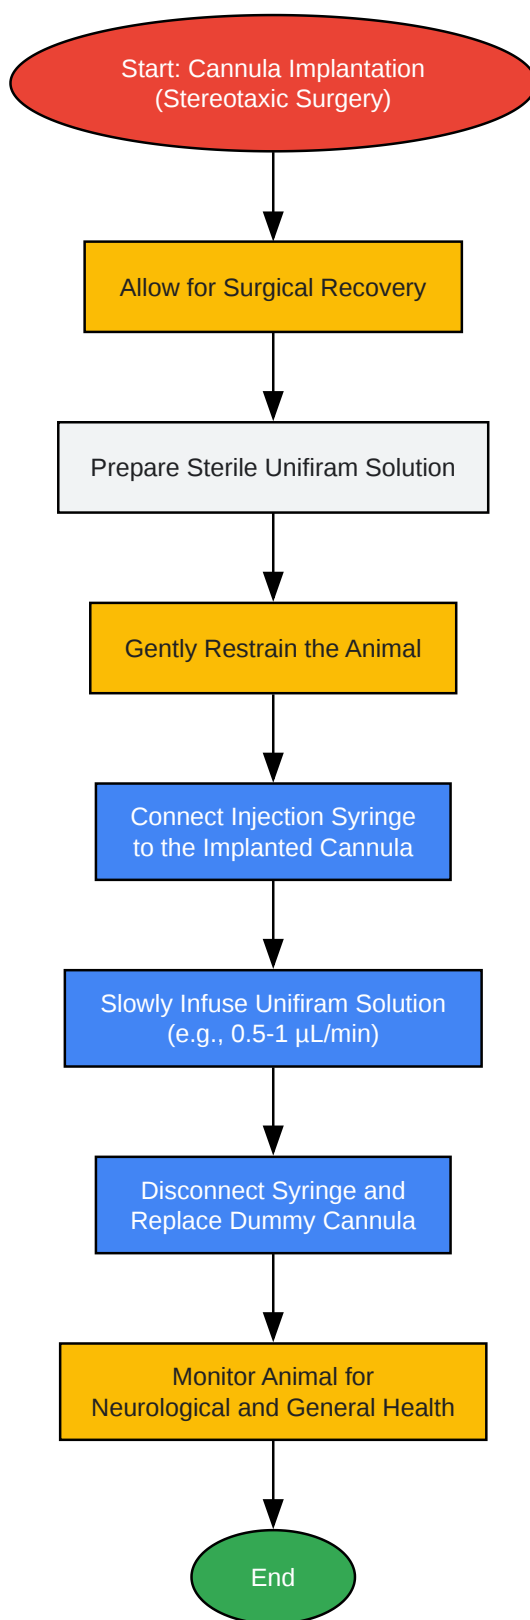 Start: Cannula Implantation
(Stereotaxic Surgery)
Allow for Surgical Recovery
Prepare Sterile Unifiram Solution
Gently Restrain the Animal
Connect Injection Syringe
to the Implanted Cannula
Slowly Infuse Unifiram Solution
(e.g., 0.5-1 µL/min)
Disconnect Syringe and
Replace Dummy Cannula
Monitor Animal for
Neurological and General Health
End